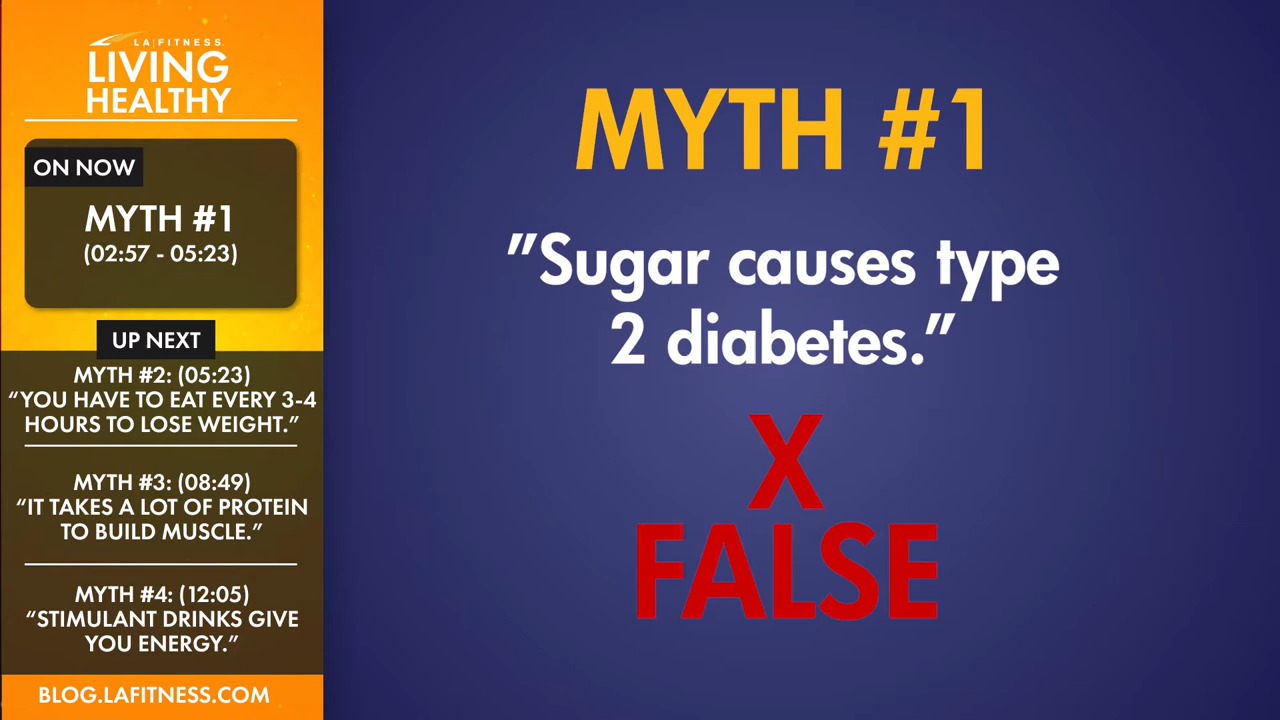 LA|FITNESS
LIVING
HEALTHY
ON NOW
MYTH #1
(02:57 - 05:23)
UP NEXT
MYTH #2: (05:23)
“YOU HAVE TO EAT EVERY 3-4
HOURS TO LOSE WEIGHT.”
MYTH #3: (08:49)
“IT TAKES A LOT OF PROTEIN
TO BUILD MUSCLE.”
MYTH #4: (12:05)
“STIMULANT DRINKS GIVE
YOU ENERGY.”
BLOG.LAFITNESS.COM
MYTH #1
”Sugar causes type
2 diabetes.”
X
FALSE